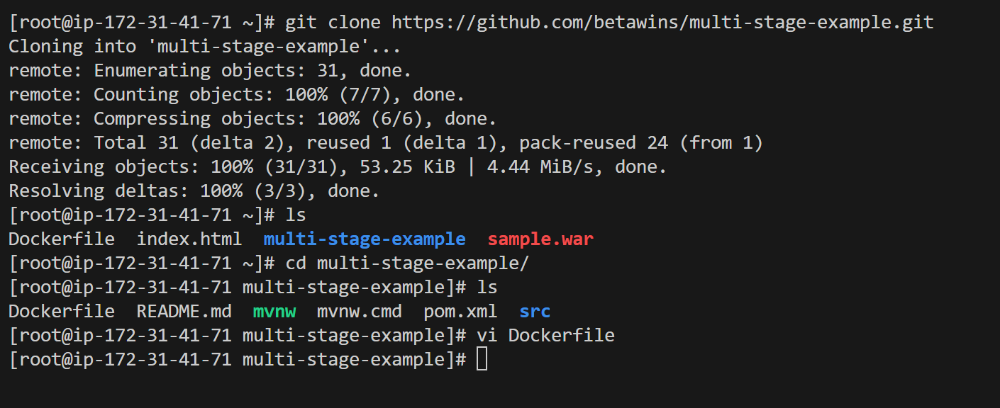 [root@ip-172-31-41-71 ~]# git clone https://github.com/betawins/multi-stage-example.git
Cloning into 'multi-stage-example'...
remote: Enumerating objects: 31, done.
remote: Counting objects: 100% (7/7), done.
remote: Compressing objects: 100% (6/6), done.
remote: Total 31 (delta 2), reused 1 (delta 1), pack-reused 24 (from 1)
Receiving objects: 100% (31/31), 53.25 KiB | 4.44 MiB/s, done.
Resolving deltas: 100% (3/3), done.
[root@ip-172-31-41-71 ~]# ls
Dockerfile  index.html  multi-stage-example  sample.war
[root@ip-172-31-41-71 ~]# cd multi-stage-example/
[root@ip-172-31-41-71 multi-stage-example]# ls
Dockerfile  README.md  mvnw  mvnw.cmd  pom.xml  src
[root@ip-172-31-41-71 multi-stage-example]# vi Dockerfile
[root@ip-172-31-41-71 multi-stage-example]#